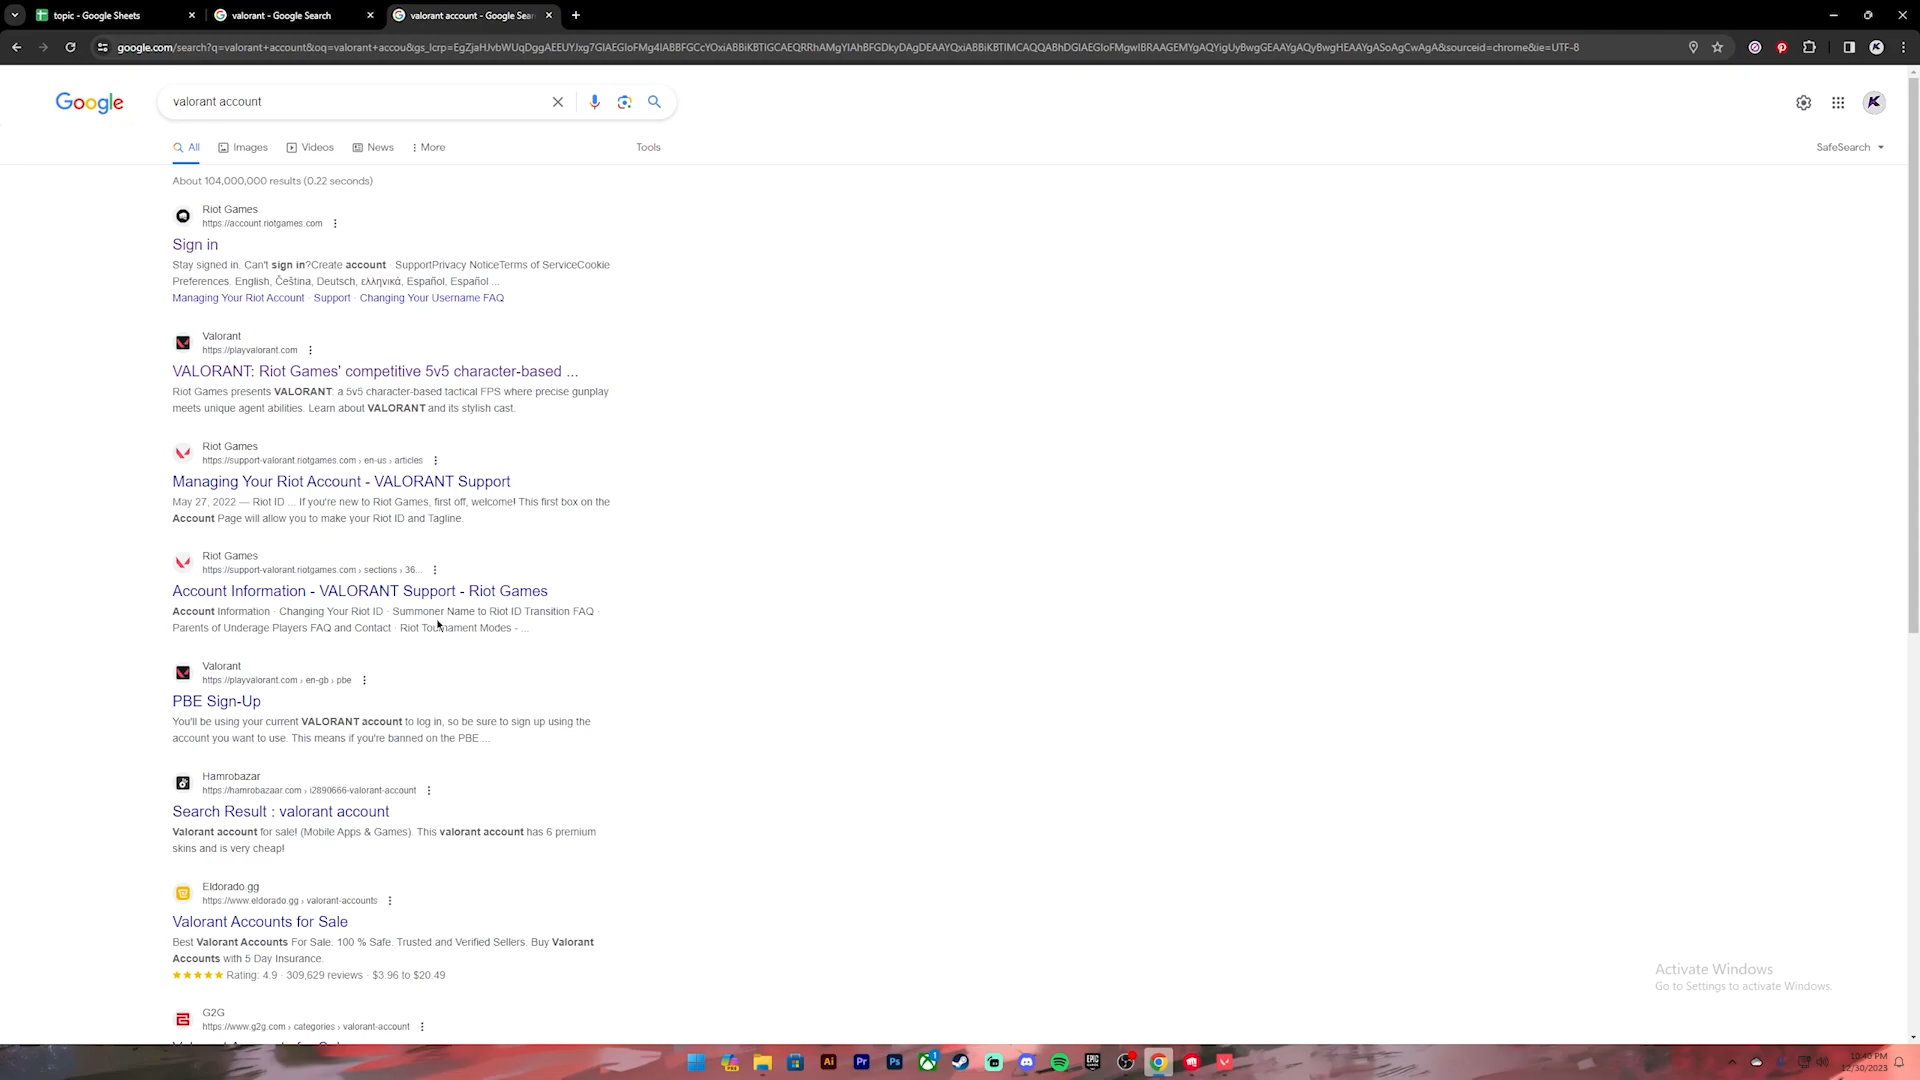 topic - Google Sheets
valorant - Google Search
valorant account - Google Sear
google.com/search?q=valorant+account&oq=valorant+accou&gs_lcrp=
&sourceid=chrome&ie=UTF-8
Google
valorant account
All
Images
Videos
News
More
Tools
SafeSearch
About 104,000,000 results (0.22 seconds)
Riot Games
https://account.riotgames.com
Sign in
Stay signed in. Can't sign in?Create account · SupportPrivacy NoticeTerms of ServiceCookie
Preferences. English, Čeština, Deutsch, ελληνικά, Español, Español ...
Managing Your Riot Account · Support · Changing Your Username FAQ
Valorant
https://playvalorant.com
VALORANT: Riot Games' competitive 5v5 character-based ...
Riot Games presents VALORANT: a 5v5 character-based tactical FPS where precise gunplay
meets unique agent abilities. Learn about VALORANT and its stylish cast.
Riot Games
https://support-valorant.riotgames.com › en-us › articles
Managing Your Riot Account - VALORANT Support
May 27, 2022 — Riot ID ... If you're new to Riot Games, first off, welcome! This first box on the
Account Page will allow you to make your Riot ID and Tagline.
Riot Games
https://support-valorant.riotgames.com › sections › 36...
Account Information - VALORANT Support - Riot Games
Account Information · Changing Your Riot ID · Summoner Name to Riot ID Transition FAQ ·
Parents of Underage Players FAQ and Contact · Riot Tournament Modes - ...
Valorant
https://playvalorant.com › en-gb › pbe
PBE Sign-Up
You'll be using your current VALORANT account to log in, so be sure to sign up using the
account you want to use. This means if you're banned on the PBE ...
Hamrobazar
https://hamrobazaar.com › i2890666-valorant-account
Search Result : valorant account
Valorant account for sale! (Mobile Apps & Games). This valorant account has 6 premium
skins and is very cheap!
Eldorado.gg
https://www.eldorado.gg › valorant-accounts
Valorant Accounts for Sale
Best Valorant Accounts For Sale. 100 % Safe. Trusted and Verified Sellers. Buy Valorant
Accounts with 5 Day Insurance.
Rating: 4.9 · 309,629 reviews · $3.96 to $20.49
G2G
https://www.g2g.com › categories › valorant-account
Activate Windows
Go to Settings to activate Windows.
Ai
Pr
Ps
EPIC
10:40 PM
12/30/2023